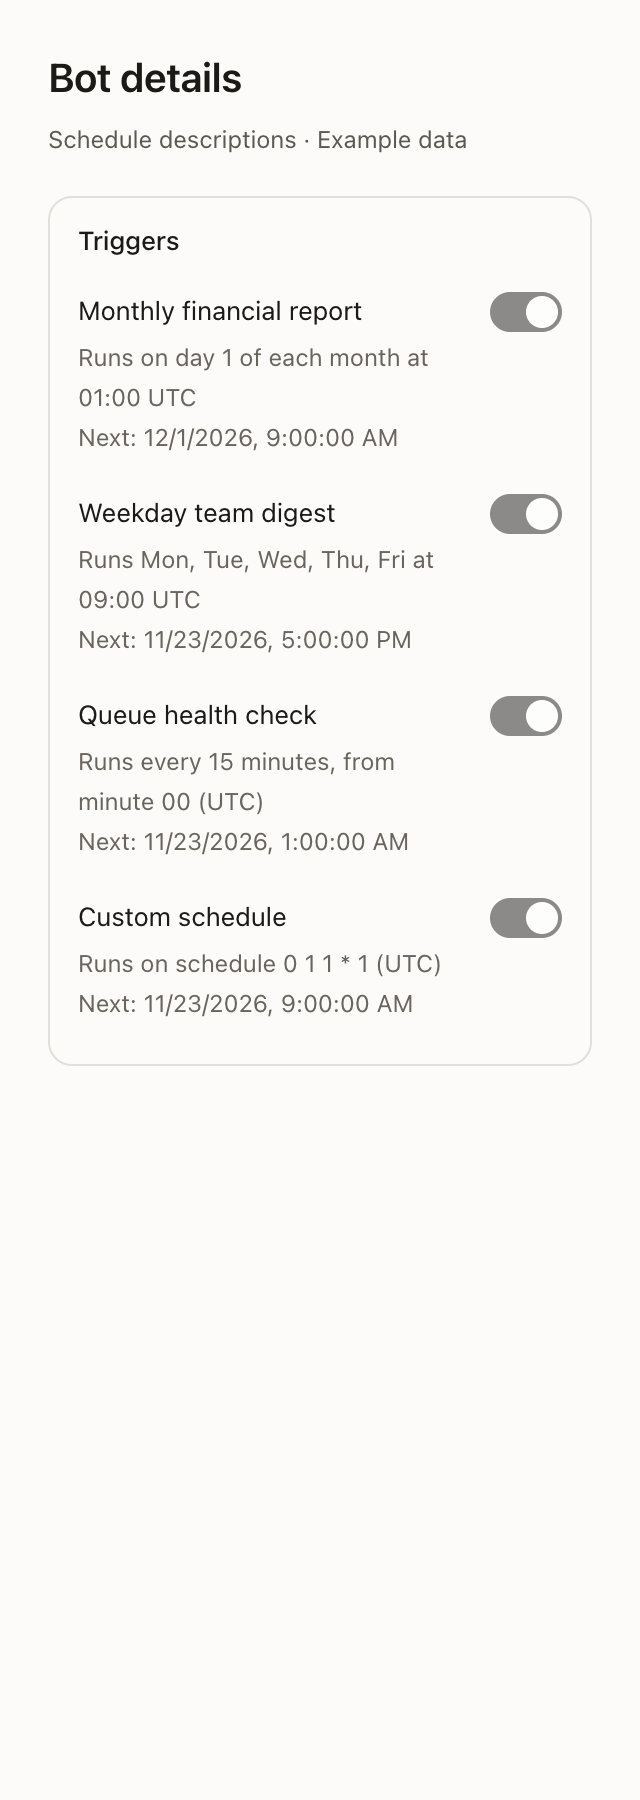 Bot details
Schedule descriptions · Example data
Triggers
Monthly financial report
Runs on day 1 of each month at
01:00 UTC
Next: 12/1/2026, 9:00:00 AM
Weekday team digest
Runs Mon, Tue, Wed, Thu, Fri at
09:00 UTC
Next: 11/23/2026, 5:00:00 PM
Queue health check
Runs every 15 minutes, from
minute 00 (UTC)
Next: 11/23/2026, 1:00:00 AM
Custom schedule
Runs on schedule 0 1 1 * 1 (UTC)
Next: 11/23/2026, 9:00:00 AM